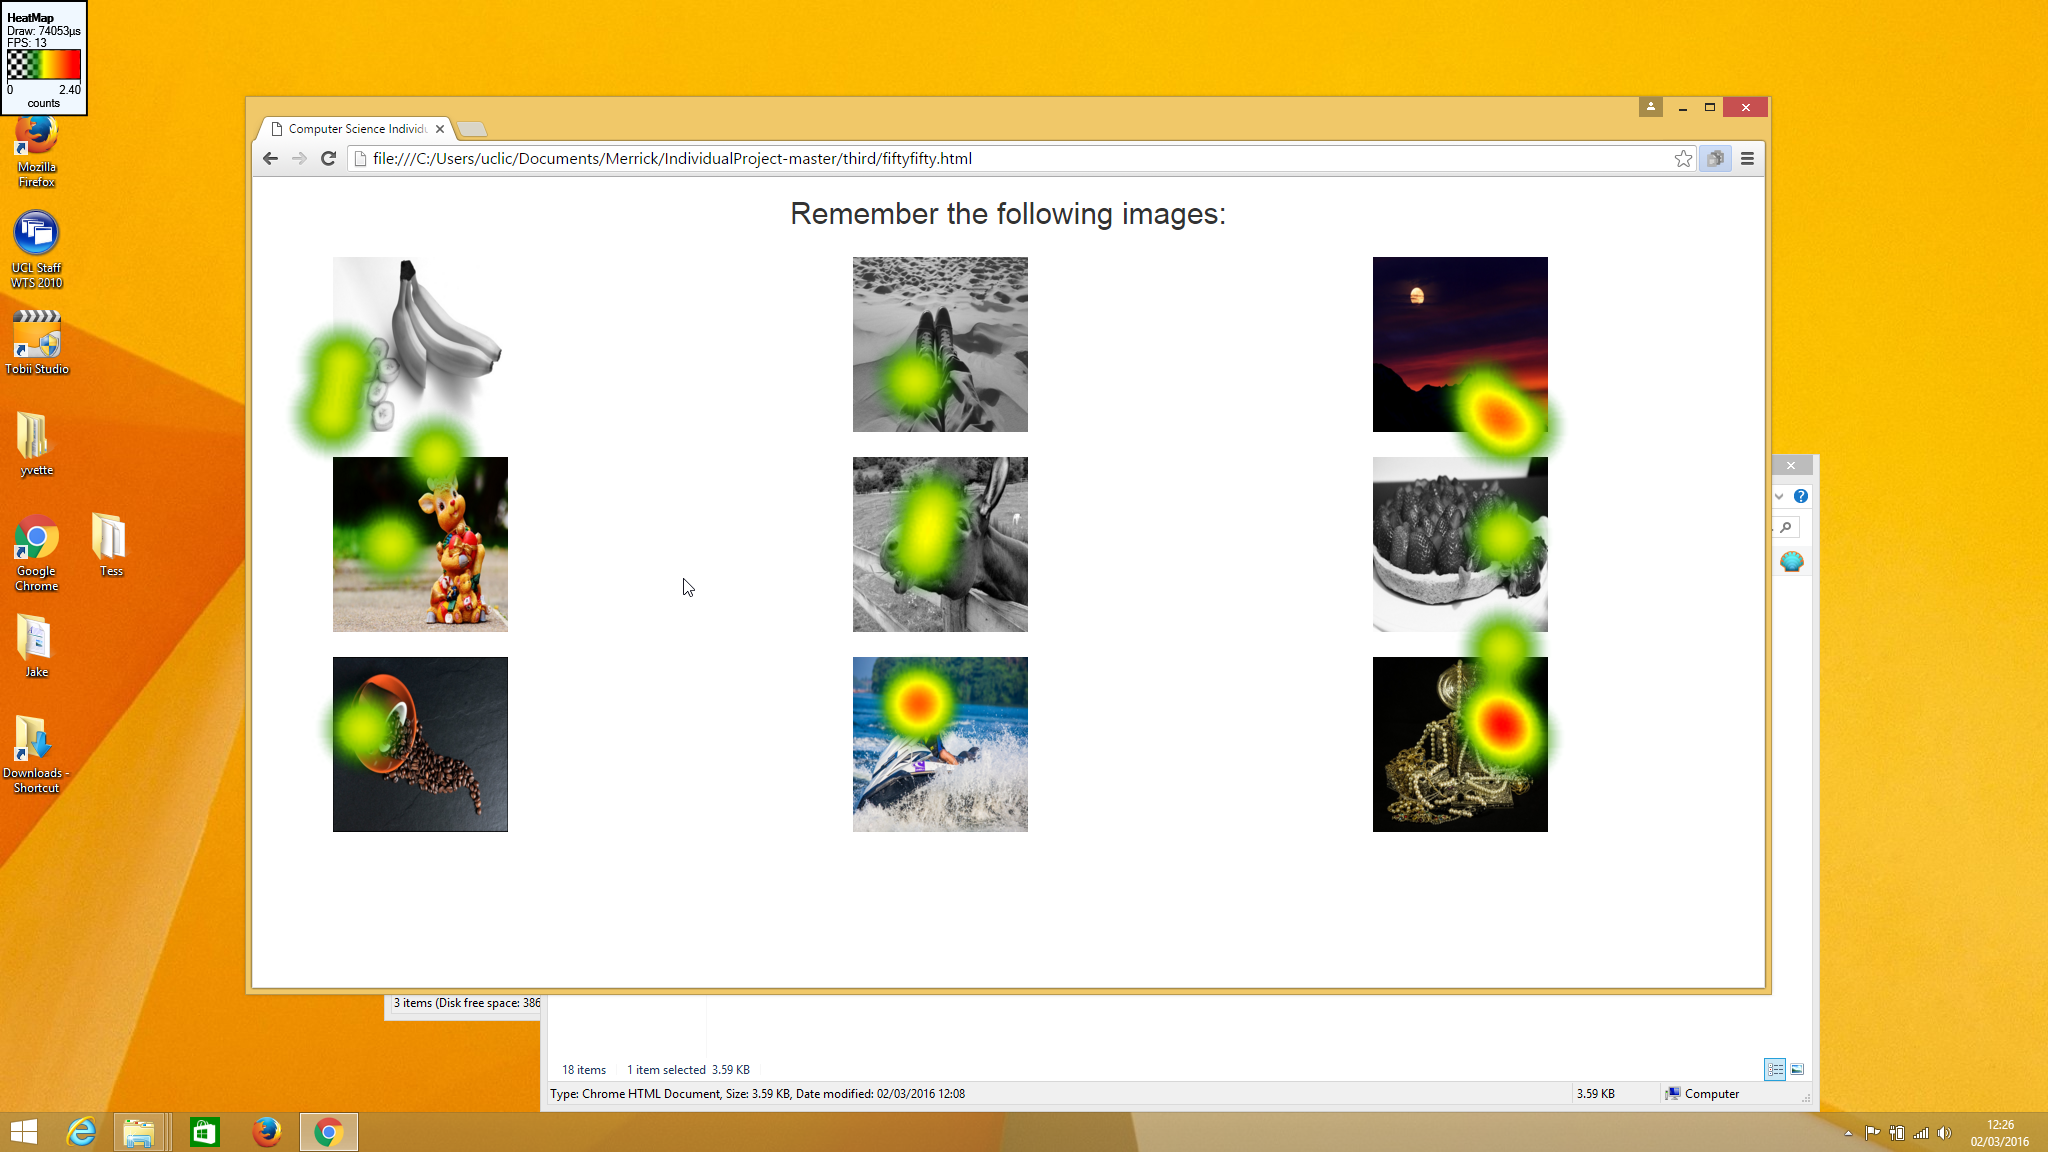 HeatMap
Draw: 74053µs
FPS: 13
0 2.40
counts
Mozilla
Firefox
UCL Staff
WTS 2010
Tobii Studio
yvette
Google
Chrome
Tess
Jake
Downloads -
Shortcut
Computer Science Individu
file:///C:/Users/uclic/Documents/Merrick/IndividualProject-master/third/fiftyfifty.html
Remember the following images:
3 items (Disk free space: 386
18 items 1 item selected 3.59 KB
Type: Chrome HTML Document, Size: 3.59 KB, Date modified: 02/03/2016 12:08
3.59 KB
Computer
12:26
02/03/2016